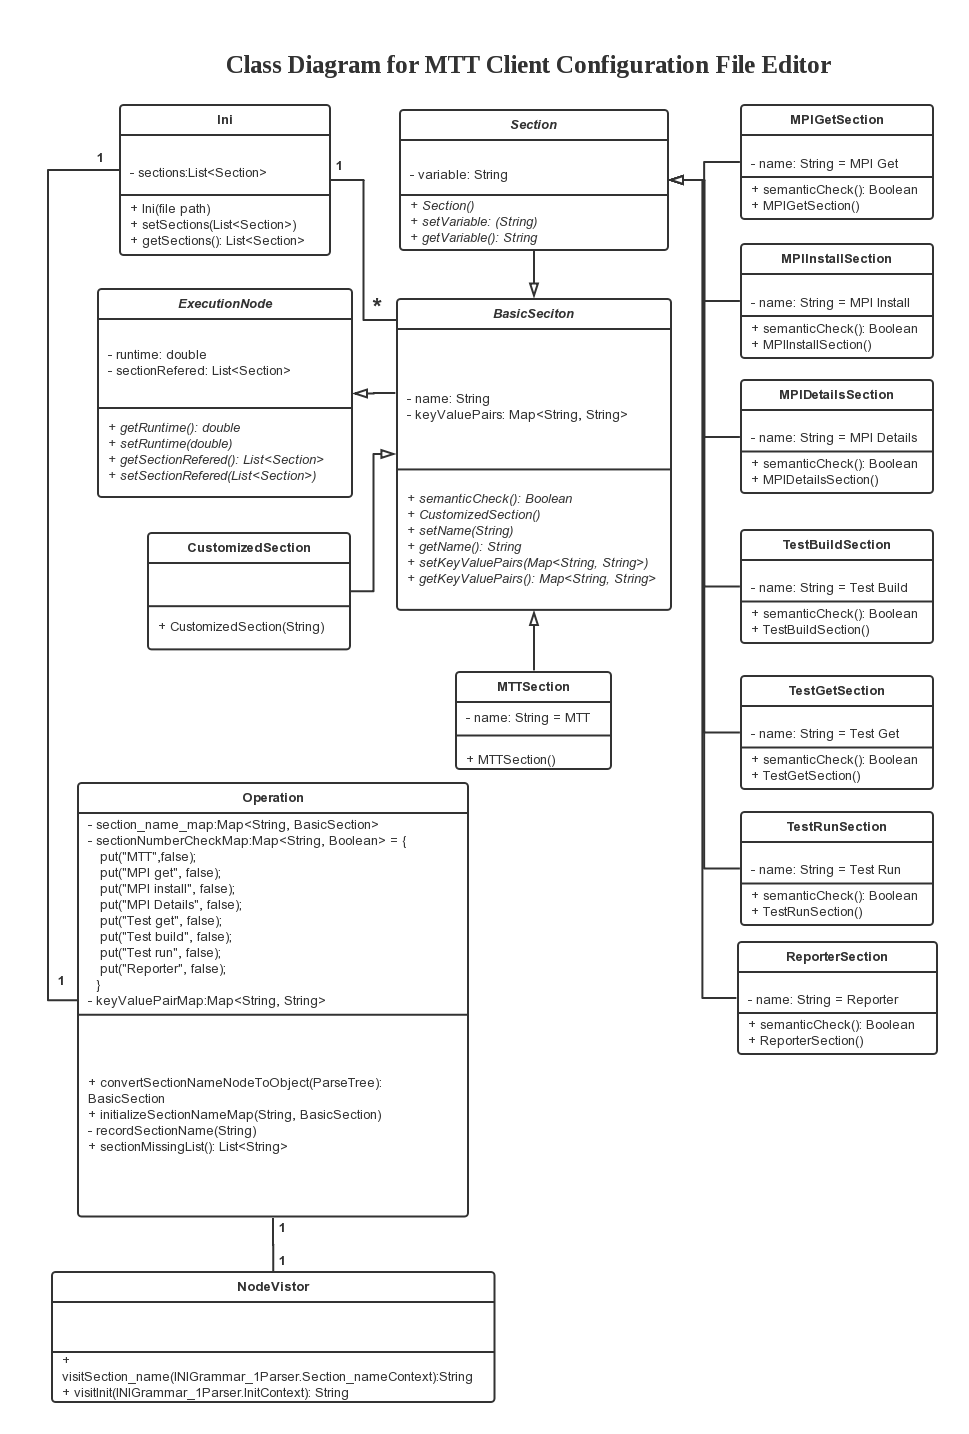 Class Diagram for MTT Client Configuration File Editor
Ini
- sections:List<Section>
+ Ini(file path)
+ setSections(List<Section>)
+ getSections(): List<Section>
1
1
*
Section
- variable: String
+ Section()
+ setVariable: (String)
+ getVariable(): String
MPIGetSection
- name: String = MPI Get
+ semanticCheck(): Boolean
+ MPIGetSection()
MPIInstallSection
- name: String = MPI Install
+ semanticCheck(): Boolean
+ MPIInstallSection()
ExecutionNode
- runtime: double
- sectionRefered: List<Section>
+ getRuntime(): double
+ setRuntime(double)
+ getSectionRefered(): List<Section>
+ setSectionRefered(List<Section>)
BasicSeciton
- name: String
- keyValuePairs: Map<String, String>
+ semanticCheck(): Boolean
+ CustomizedSection()
+ setName(String)
+ getName(): String
+ setKeyValuePairs(Map<String, String>)
+ getKeyValuePairs(): Map<String, String>
MPIDetailsSection
- name: String = MPI Details
+ semanticCheck(): Boolean
+ MPIDetailsSection()
CustomizedSection
+ CustomizedSection(String)
TestBuildSection
- name: String = Test Build
+ semanticCheck(): Boolean
+ TestBuildSection()
MTTSection
- name: String = MTT
+ MTTSection()
TestGetSection
- name: String = Test Get
+ semanticCheck(): Boolean
+ TestGetSection()
Operation
- section_name_map:Map<String, BasicSection>
- sectionNumberCheckMap:Map<String, Boolean> = {
put("MTT",false);
put("MPI get", false);
put("MPI install", false);
put("MPI Details", false);
put("Test get", false);
put("Test build", false);
put("Test run", false);
put("Reporter", false);
}
- keyValuePairMap:Map<String, String>
1
+ convertSectionNameNodeToObject(ParseTree):
BasicSection
+ initializeSectionNameMap(String, BasicSection)
- recordSectionName(String)
+ sectionMissingList(): List<String>
TestRunSection
- name: String = Test Run
+ semanticCheck(): Boolean
+ TestRunSection()
ReporterSection
- name: String = Reporter
+ semanticCheck(): Boolean
+ ReporterSection()
1
1
NodeVistor
+
visitSection_name(INIGrammar_1Parser.Section_nameContext):String
+ visitInit(INIGrammar_1Parser.InitContext): String